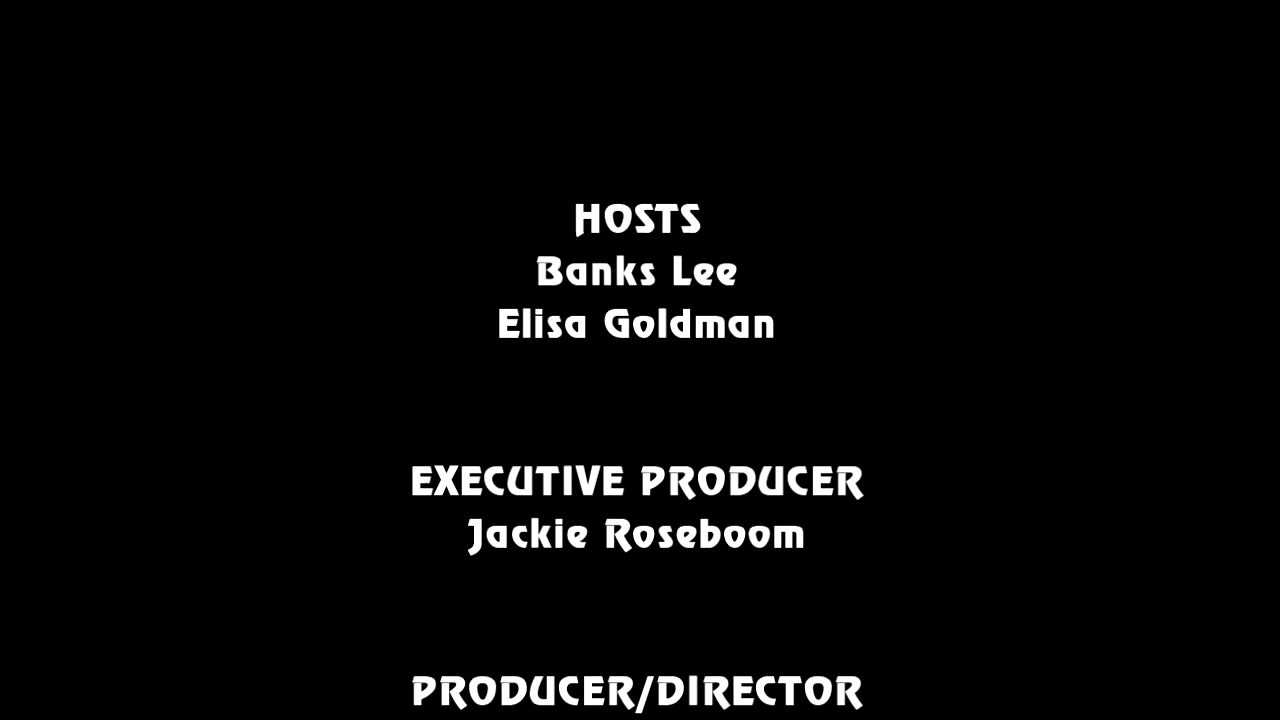 HOSTS
Banks Lee
Elisa Goldman
EXECUTIVE PRODUCER
Jackie Roseboom
PRODUCER/DIRECTOR